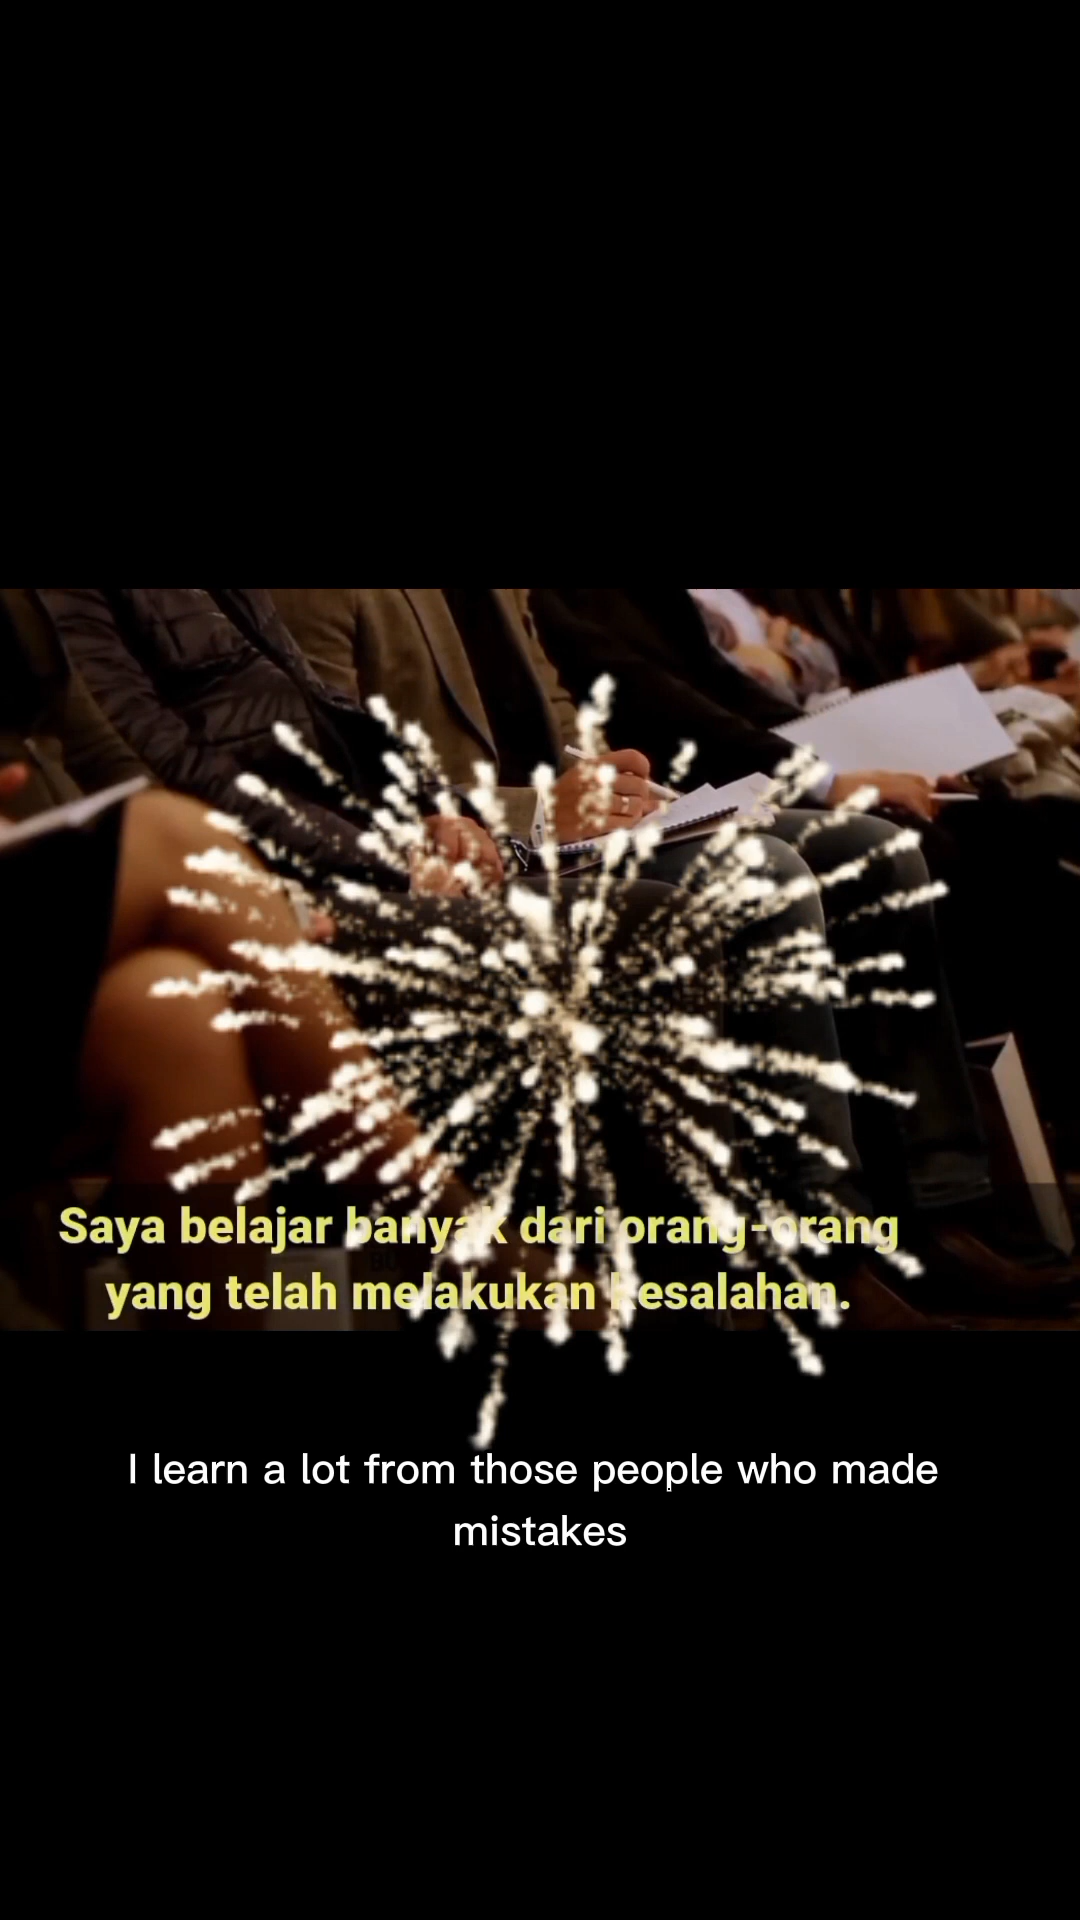 Saya belajar banyak dari orang-orang
yang telah melakukan kesalahan.
I learn a lot from those people who made
mistakes